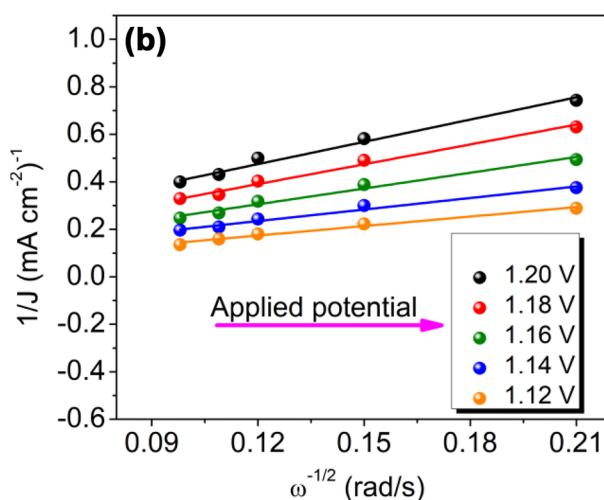 (b)
1.0
0.8
0.6
0.4
0.2
0.0
-0.2
-0.4
-0.6
1/J (mA cm⁻²)⁻¹
Applied potential
1.20 V
1.18 V
1.16 V
1.14 V
1.12 V
0.09 0.12 0.15 0.18 0.21
ω⁻¹/² (rad/s)